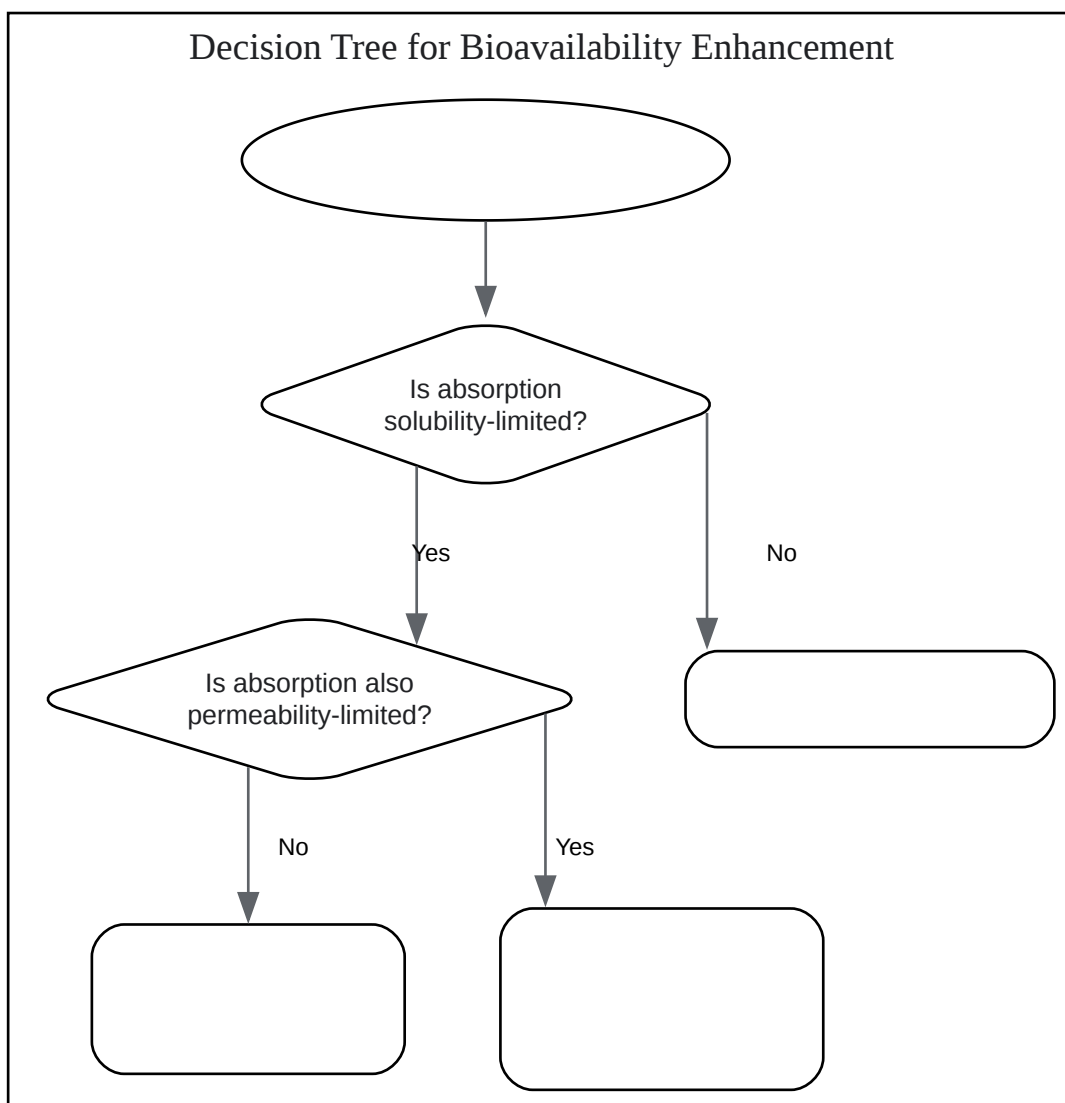 Decision Tree for Bioavailability Enhancement
Is absorption
solubility-limited?
Yes
No
Is absorption also
permeability-limited?
No
Yes